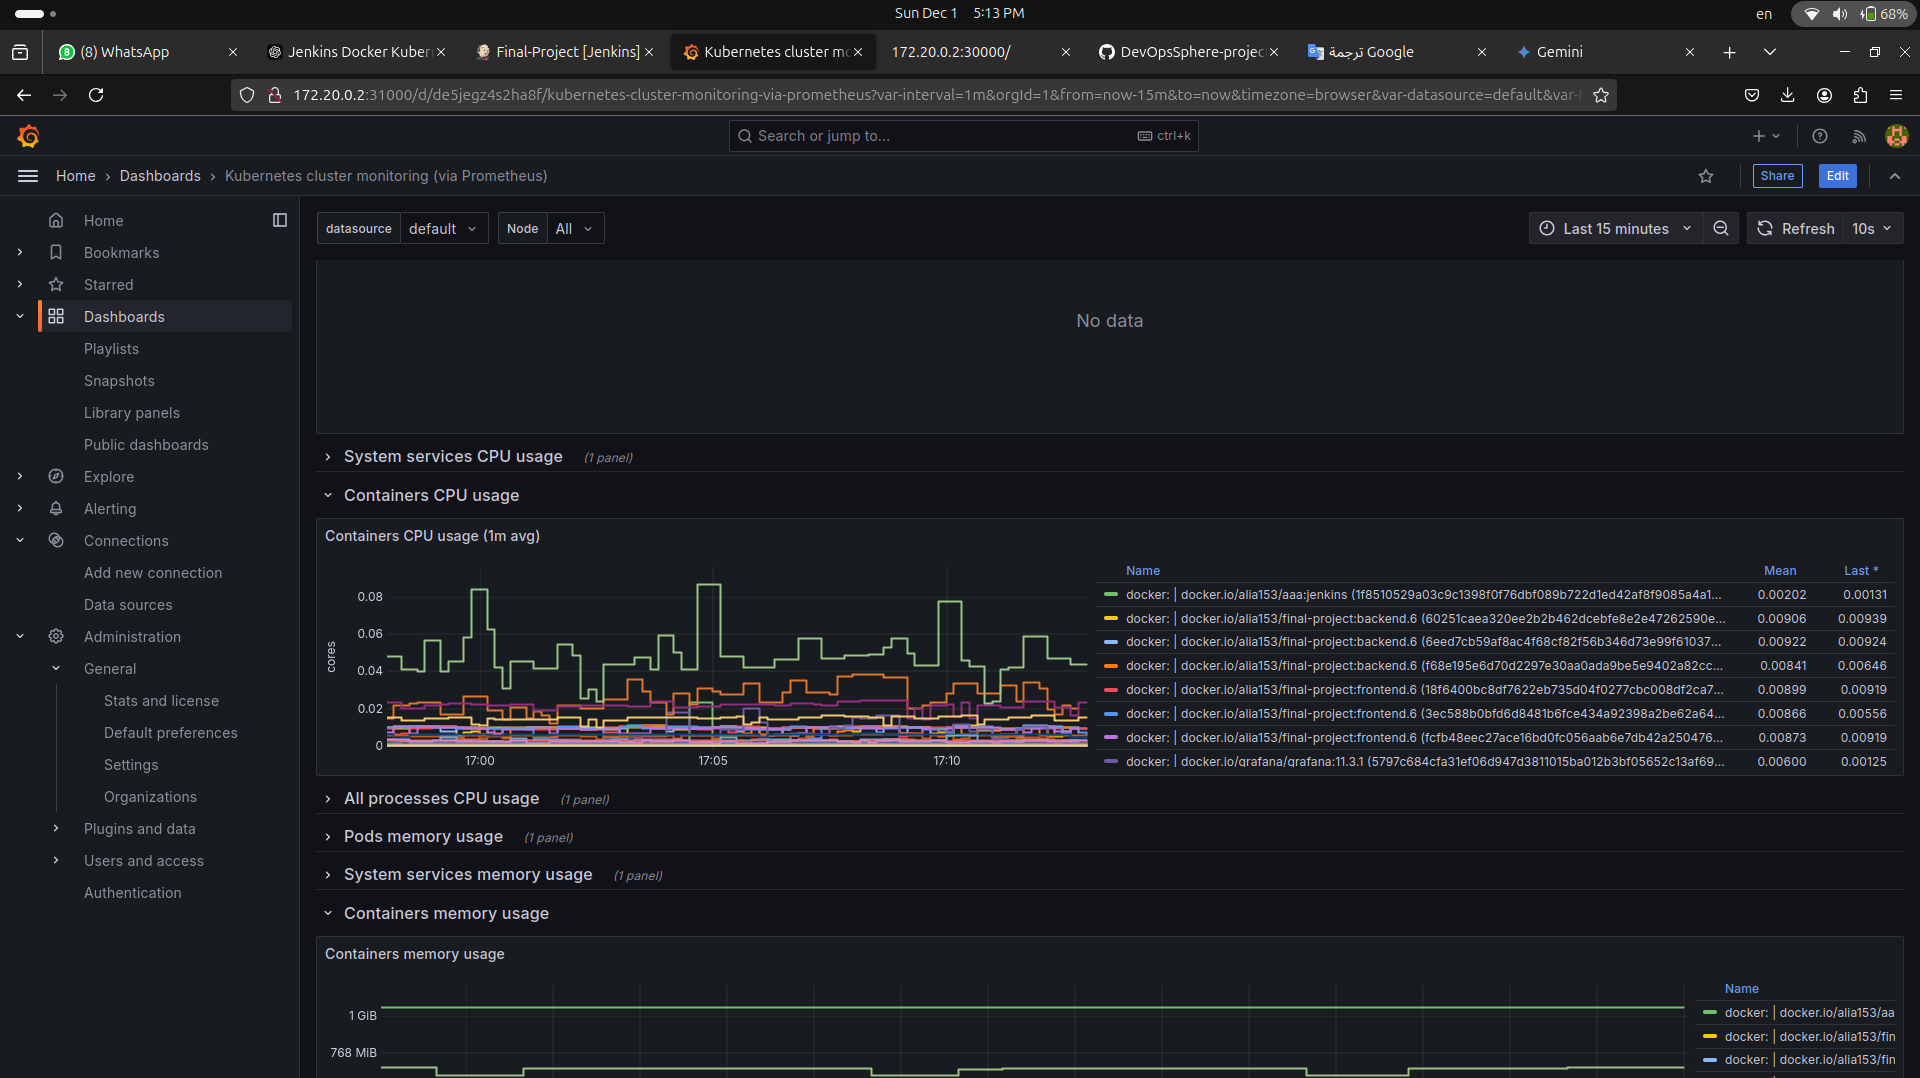 Sun Dec 1 5:13 PM
en
68%
(8) WhatsApp
Jenkins Docker Kuber
Final-Project [Jenkins]
Kubernetes cluster mo
172.20.0.2:30000/
DevOpsSphere-projec
ترجمة Google
Gemini
172.20.0.2:31000/d/de5jegz4s2ha8f/kubernetes-cluster-monitoring-via-prometheus?var-interval=1m&orgId=1&from=now-15m&to=now&timezone=browser&var-datasource=default&var-
Search or jump to...
ctrl+k
Home › Dashboards › Kubernetes cluster monitoring (via Prometheus)
Share
Edit
Home
Bookmarks
Starred
Dashboards
Playlists
Snapshots
Library panels
Public dashboards
Explore
Alerting
Connections
Add new connection
Data sources
Administration
General
Stats and license
Default preferences
Settings
Organizations
Plugins and data
Users and access
Authentication
datasource default
Node All
Last 15 minutes
Refresh 10s
No data
System services CPU usage (1 panel)
Containers CPU usage
Containers CPU usage (1m avg)
cores
0.08
0.06
0.04
0.02
0
17:00
17:05
17:10
Name Mean Last *
docker: | docker.io/alia153/aaa:jenkins (1f8510529a03c9c1398f0f76dbf089b722d1ed42af8f9085a4a1... 0.00202 0.00131
docker: | docker.io/alia153/final-project:backend.6 (60251caea320ee2b2b462dcebfe8e2e47262590e... 0.00906 0.00939
docker: | docker.io/alia153/final-project:backend.6 (6eed7cb59af8ac4f68cf82f56b346d73e99f61037... 0.00922 0.00924
docker: | docker.io/alia153/final-project:backend.6 (f68e195e6d70d2297e30aa0ada9be5e9402a82cc... 0.00841 0.00646
docker: | docker.io/alia153/final-project:frontend.6 (18f6400bc8df7622eb735d04f0277cbc008df2ca7... 0.00899 0.00919
docker: | docker.io/alia153/final-project:frontend.6 (3ec588b0bfd6d8481b6fce434a92398a2be62a64... 0.00866 0.00556
docker: | docker.io/alia153/final-project:frontend.6 (fcfb48eec27ace16bd0fc056aab6e7db42a250476... 0.00873 0.00919
docker: | docker.io/grafana/grafana:11.3.1 (5797c684cfa31ef06d947d3811015ba012b3bf05652c13af69... 0.00600 0.00125
All processes CPU usage (1 panel)
Pods memory usage (1 panel)
System services memory usage (1 panel)
Containers memory usage
Containers memory usage
1 GiB
768 MiB
Name
docker: | docker.io/alia153/aa
docker: | docker.io/alia153/fin
docker: | docker.io/alia153/fin